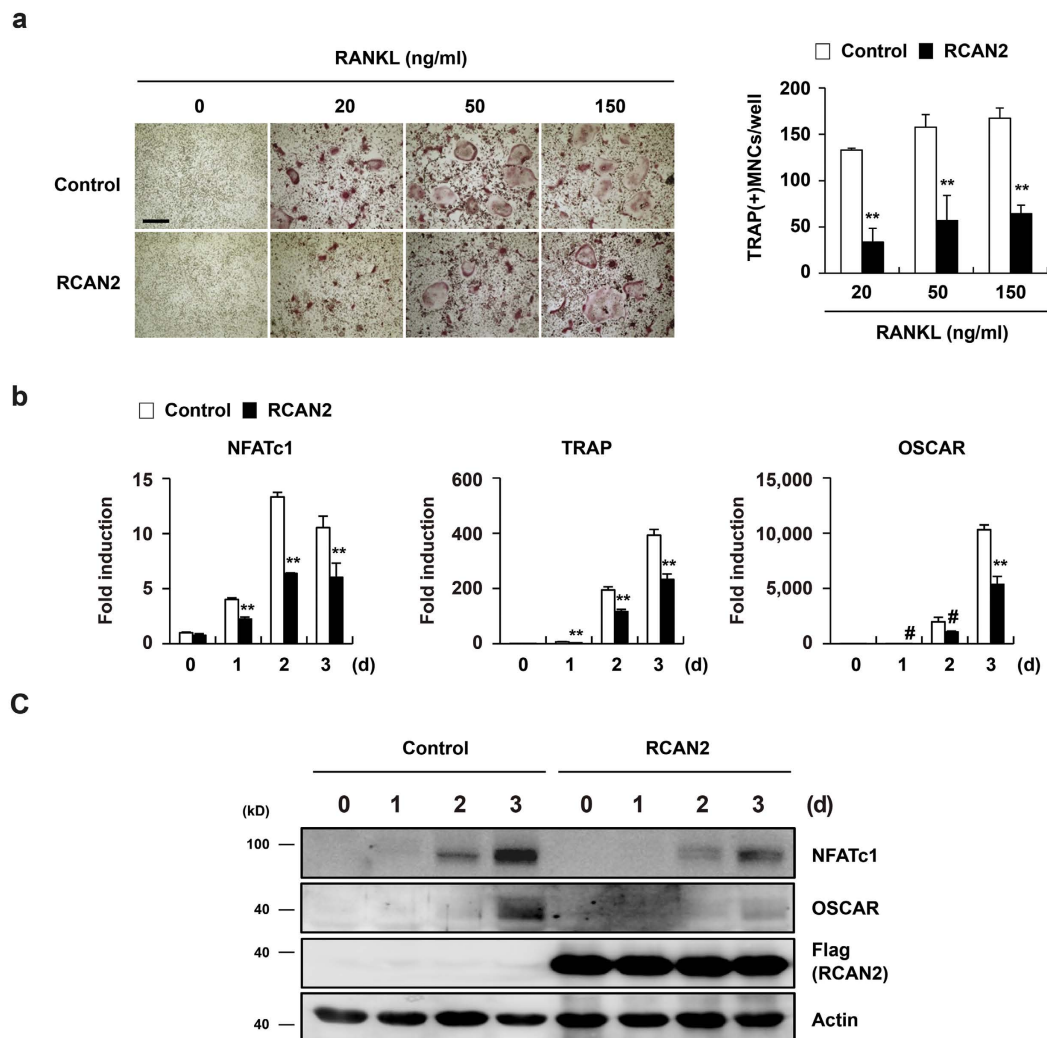 a
RANKL (ng/ml)
0 20 50 150
Control
RCAN2
Control RCAN2
TRAP(+)MNCs/well
200
150
100
50
0
** ** **
20 50 150
RANKL (ng/ml)
b
Control RCAN2
NFATc1
Fold induction
15
10
5
0
** ** **
0 1 2 3 (d)
TRAP
Fold induction
600
400
200
0
** ** **
0 1 2 3 (d)
OSCAR
Fold induction
15,000
10,000
5,000
0
# # **
0 1 2 3 (d)
C
Control RCAN2
(kD) 0 1 2 3 0 1 2 3 (d)
100 NFATc1
40 OSCAR
40 Flag
(RCAN2)
40 Actin